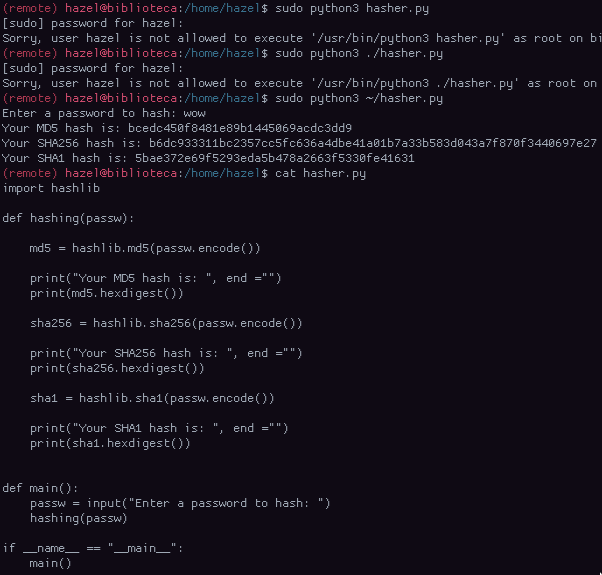 (remote) hazel@biblioteca:/home/hazel$ sudo python3 hasher.py
[sudo] password for hazel:
Sorry, user hazel is not allowed to execute '/usr/bin/python3 hasher.py' as root on bi
(remote) hazel@biblioteca:/home/hazel$ sudo python3 ./hasher.py
[sudo] password for hazel:
Sorry, user hazel is not allowed to execute '/usr/bin/python3 ./hasher.py' as root on
(remote) hazel@biblioteca:/home/hazel$ sudo python3 ~/hasher.py
Enter a password to hash: wow
Your MD5 hash is: bcedc450f8481e89b1445069acdc3dd9
Your SHA256 hash is: b6dc933311bc2357cc5fc636a4dbe41a01b7a33b583d043a7f870f3440697e27
Your SHA1 hash is: 5bae372e69f5293eda5b478a2663f5330fe41631
(remote) hazel@biblioteca:/home/hazel$ cat hasher.py
import hashlib
def hashing(passw):
    md5 = hashlib.md5(passw.encode())
    print("Your MD5 hash is: ", end ="")
    print(md5.hexdigest())
    sha256 = hashlib.sha256(passw.encode())
    print("Your SHA256 hash is: ", end ="")
    print(sha256.hexdigest())
    sha1 = hashlib.sha1(passw.encode())
    print("Your SHA1 hash is: ", end ="")
    print(sha1.hexdigest())
def main():
    passw = input("Enter a password to hash: ")
    hashing(passw)
if __name__ == "__main__":
    main()